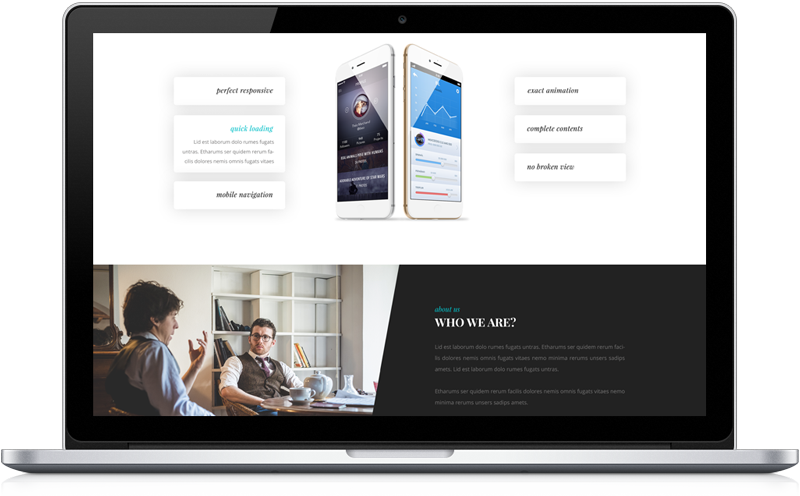 perfect responsive
quick loading
Lid est laborum dolo rumes fugats
untras. Etharums ser quidem rerum fa-
cilis dolores nemis omnis fugats vitaes
mobile navigation
exact animation
complete contents
no broken view
about us
WHO WE ARE?
Lid est laborum dolo rumes fugats untras. Etharums ser quidem rerum faci-
lis dolores nemis omnis fugats vitaes nemo minima rerums unsers sadips
amets. Lid est laborum dolo rumes fugats untras.
Etharums ser quidem rerum facilis dolores nemis omnis fugats vitaes nemo
minima rerums unsers sadips amets.